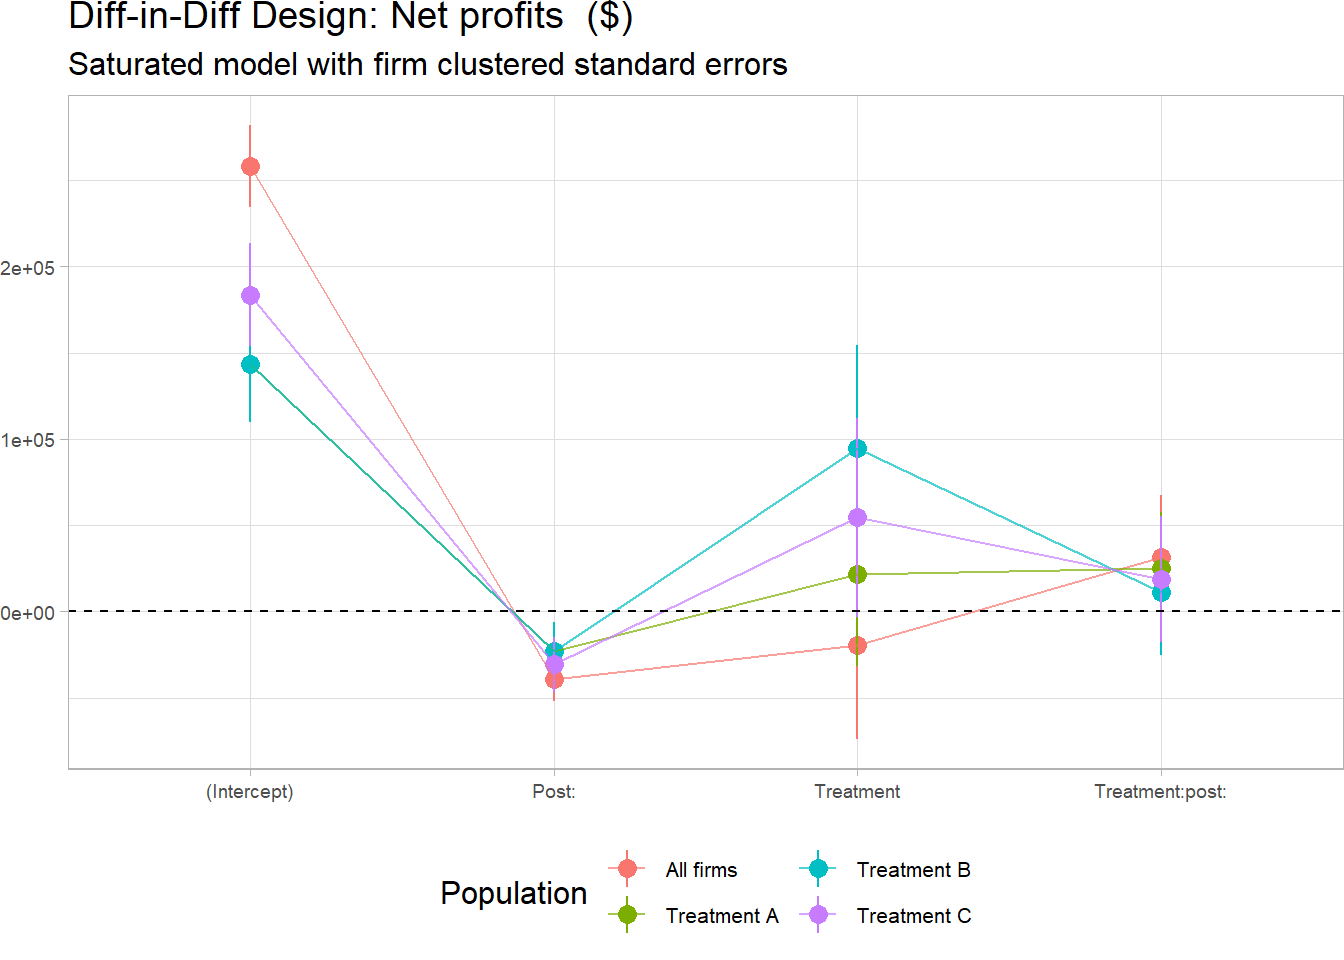 Diff-in-Diff Design: Net profits  ($)
Saturated model with firm clustered standard errors
2e+05
1e+05
0e+00
(Intercept)
Post:
Treatment
Treatment:post:
Population
All firms
Treatment A
Treatment B
Treatment C